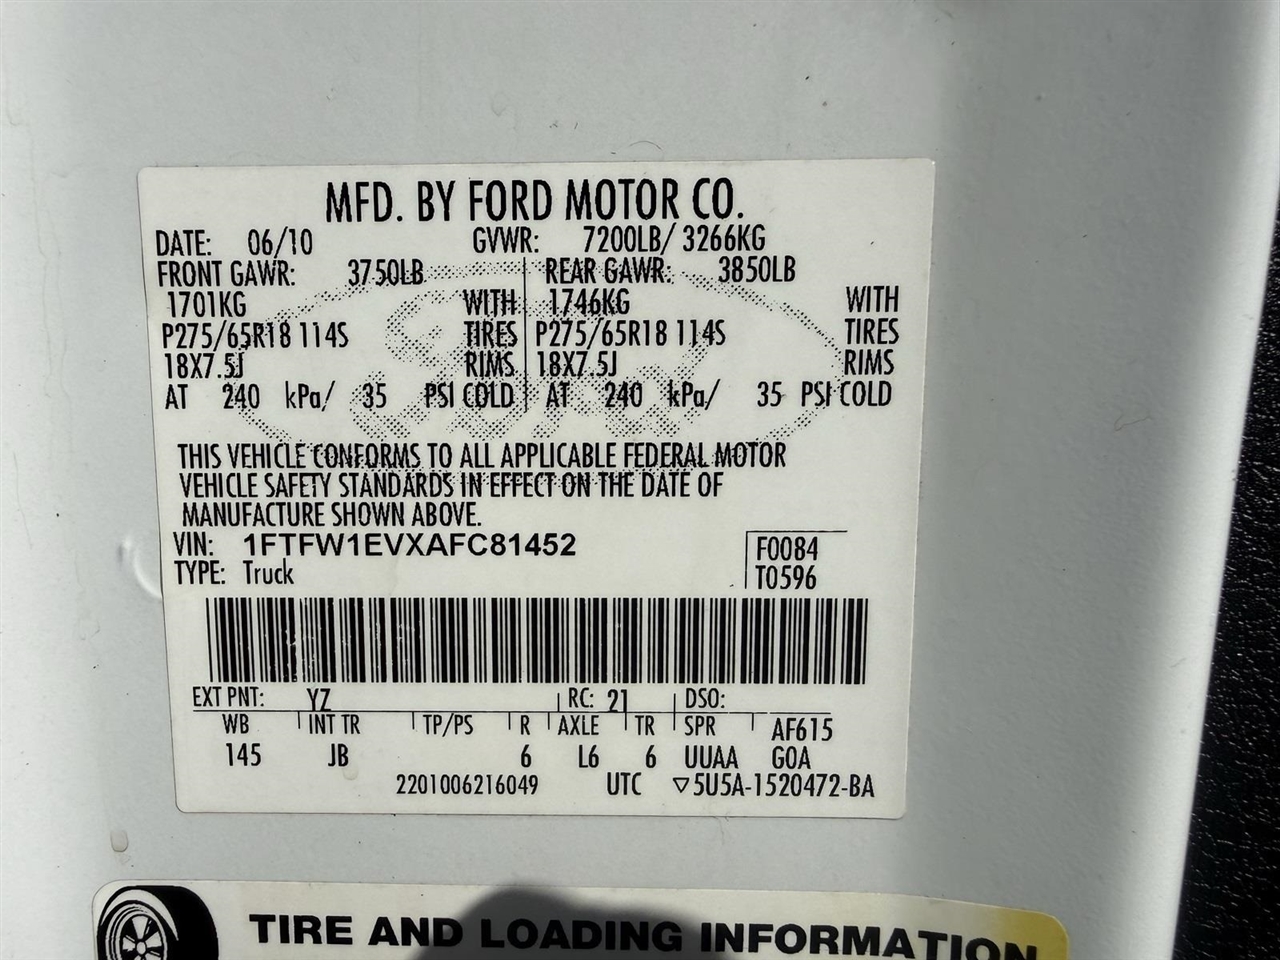 MFD. BY FORD MOTOR CO.
DATE: 06/10 GVWR: 7200LB/ 3266KG
FRONT GAWR: 3750LB REAR GAWR: 3850LB
1701KG WITH 1746KG WITH
P275/65R18 114S TIRES P275/65R18 114S TIRES
18X7.5J RIMS 18X7.5J RIMS
AT 240 kPa/ 35 PSI COLD AT 240 kPa/ 35 PSI COLD
THIS VEHICLE CONFORMS TO ALL APPLICABLE FEDERAL MOTOR
VEHICLE SAFETY STANDARDS IN EFFECT ON THE DATE OF
MANUFACTURE SHOWN ABOVE.
VIN: 1FTFW1EVXAFC81452 F0084
TYPE: Truck T0596
EXT PNT: YZ RC: 21 DSO:
WB INT TR TP/PS R AXLE TR SPR AF615
145 JB 6 L6 6 UUAA GOA
2201006216049 UTC ▽5U5A-1520472-BA
TIRE AND LOADING INFORMATION